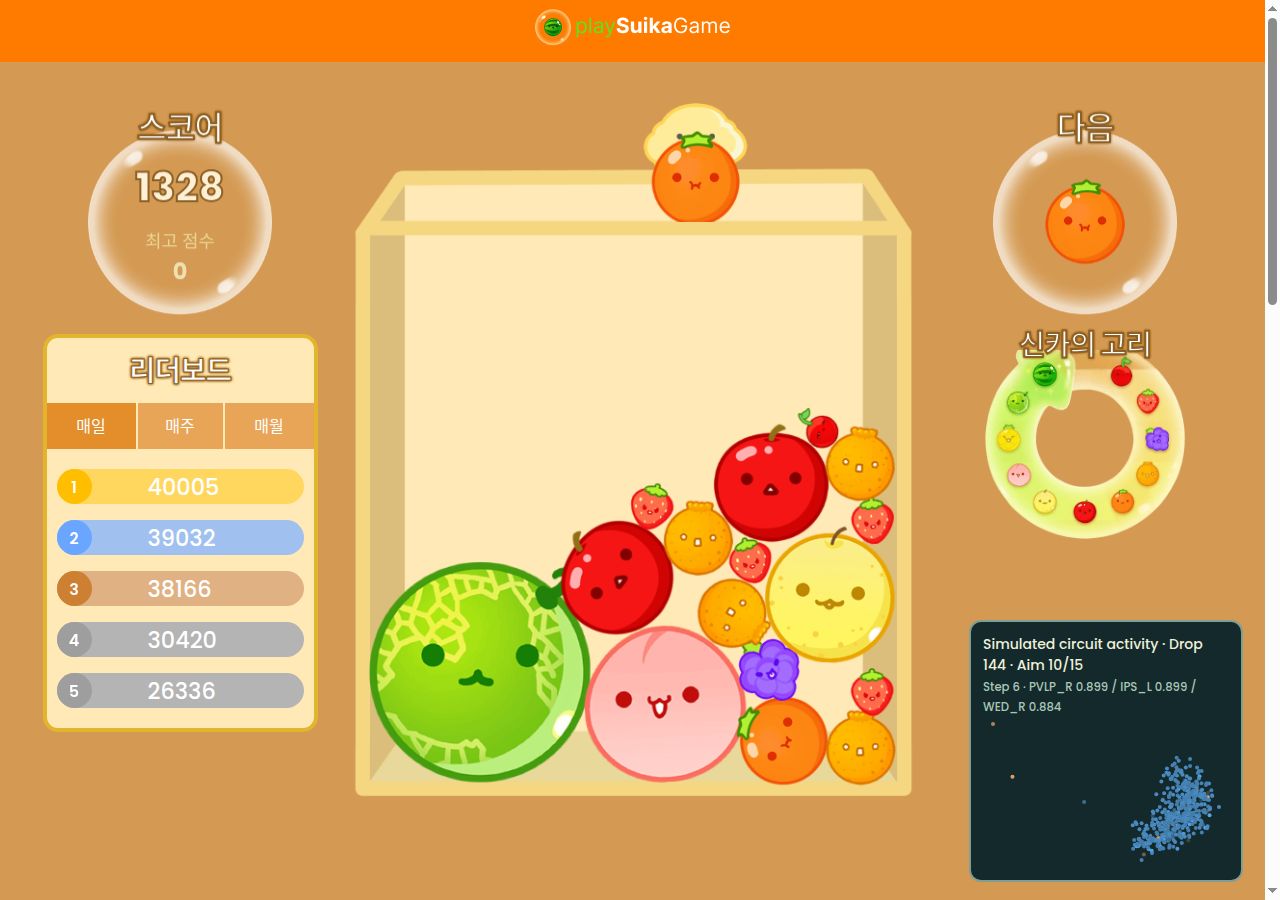 playSuikaGame
스코어
1328
최고 점수
0
리더보드
매일 매주 매월
1 40005
2 39032
3 38166
4 30420
5 26336
다음
신카의 고리
Simulated circuit activity · Drop
144 · Aim 10/15
Step 6 · PVLP_R 0.899 / IPS_L 0.899 /
WED_R 0.884